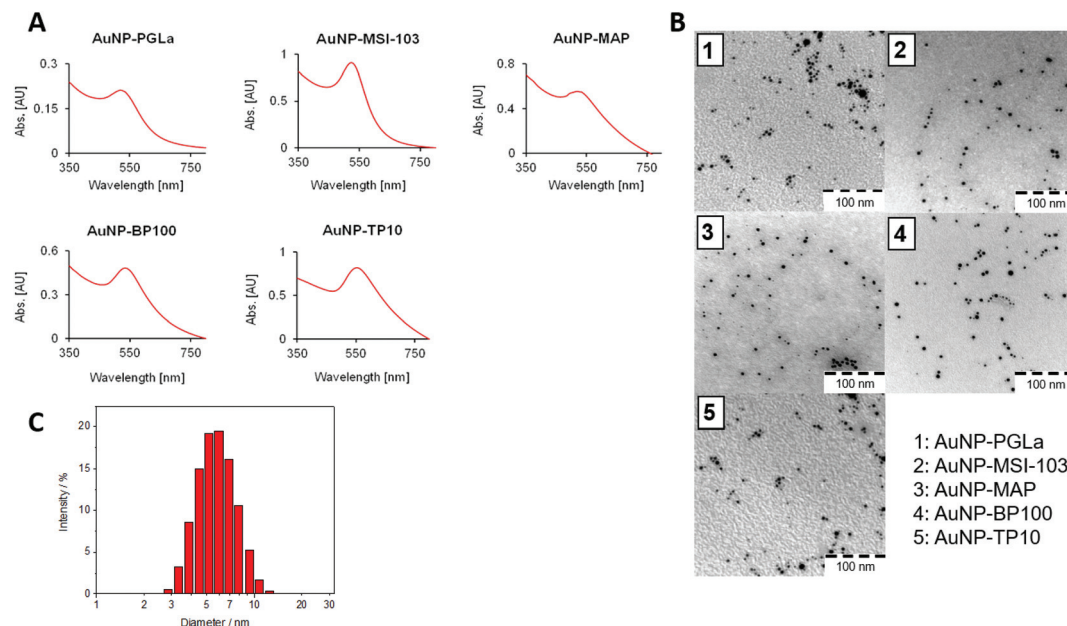 A
AuNP-PGLa
0.3
0.15
0
Abs. [AU]
350 550 750
Wavelength [nm]
AuNP-MSI-103
1
0.5
0
Abs. [AU]
350 550 750
Wavelength [nm]
AuNP-MAP
0.8
0.4
0
Abs. [AU]
350 550 750
Wavelength [nm]
AuNP-BP100
0.6
0.3
0
Abs. [AU]
350 550 750
Wavelength [nm]
AuNP-TP10
1
0.5
0
Abs. [AU]
350 550 750
Wavelength [nm]
B
1
100 nm
2
100 nm
3
100 nm
4
100 nm
5
100 nm
1: AuNP-PGLa
2: AuNP-MSI-103
3: AuNP-MAP
4: AuNP-BP100
5: AuNP-TP10
C
20
15
10
5
0
Intensity / %
1 2 3 5 7 10 20 30
Diameter / nm